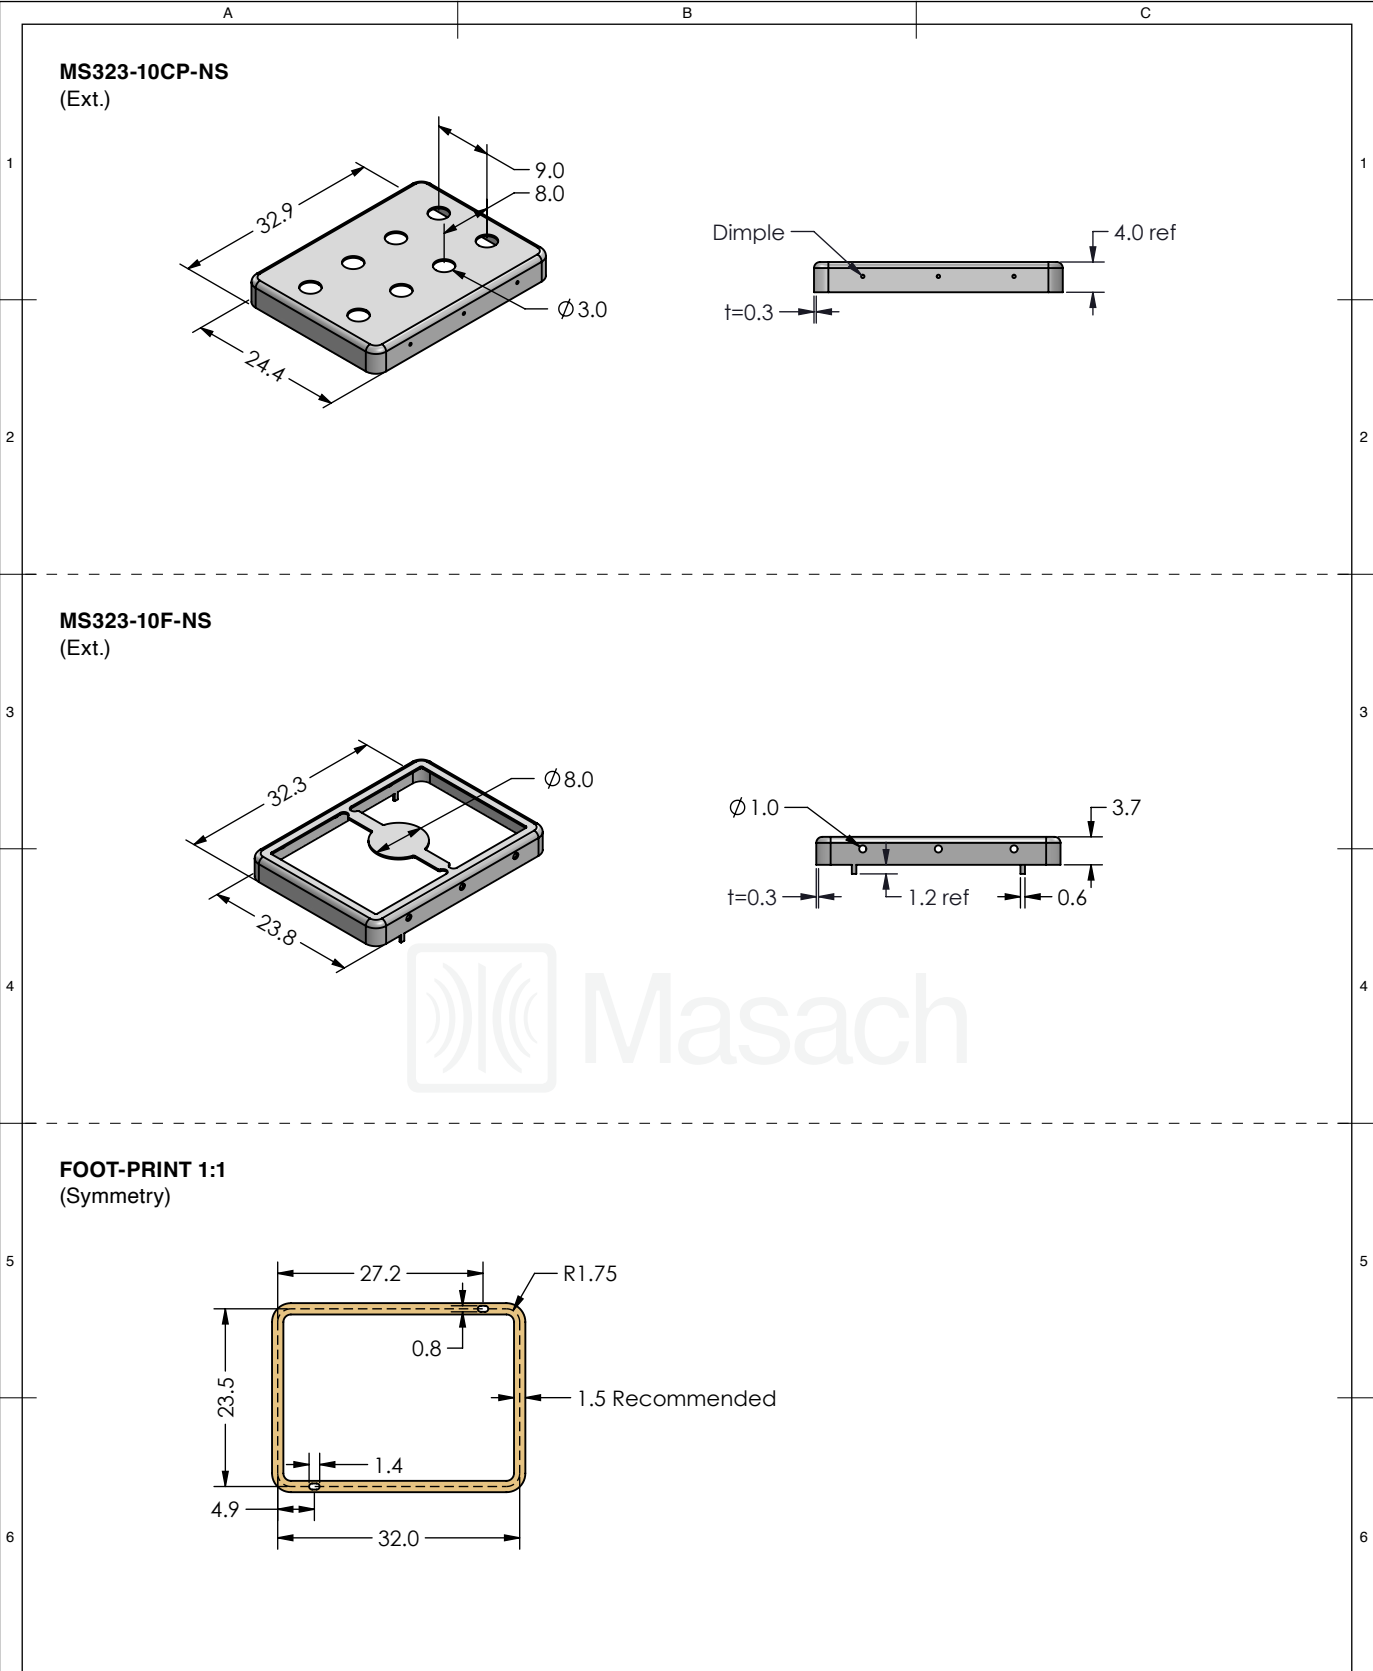 A
B
C
MS323-10CP-NS
(Ext.)
1
1
9.0
8.0
32.9
Dimple
4.0 ref
t=0.3
Ø3.0
24.4
2
2
MS323-10F-NS
(Ext.)
3
3
32.3
Ø8.0
Ø1.0
3.7
t=0.3
1.2 ref
0.6
23.8
4
4
Masach
FOOT-PRINT 1:1
(Symmetry)
5
5
27.2
R1.75
0.8
23.5
1.5 Recommended
1.4
4.9
32.0
6
6